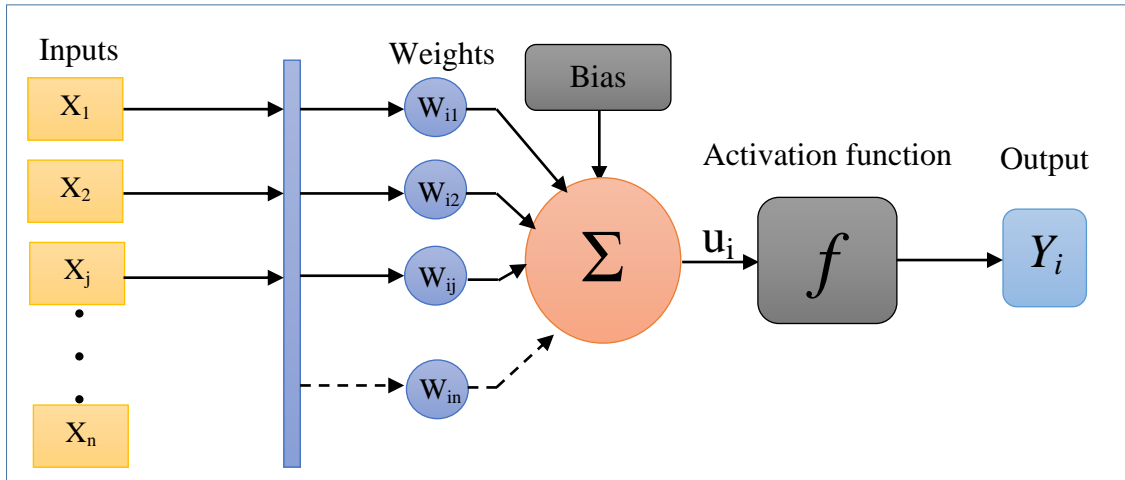 Inputs
Weights
Bias
Activation function
Output
X₁
X₂
Xⱼ
Xₙ
Wᵢ₁
Wᵢ₂
Wᵢⱼ
Wᵢₙ
Σ
uᵢ
f
Yᵢ